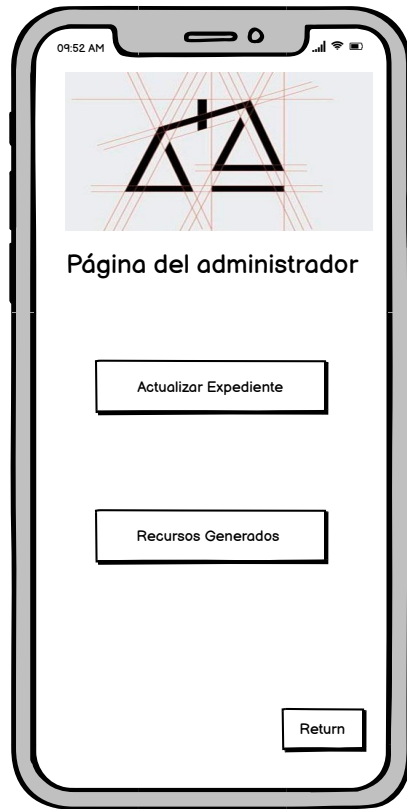 09:52 AM
Página del administrador
Actualizar Expediente
Recursos Generados
Return